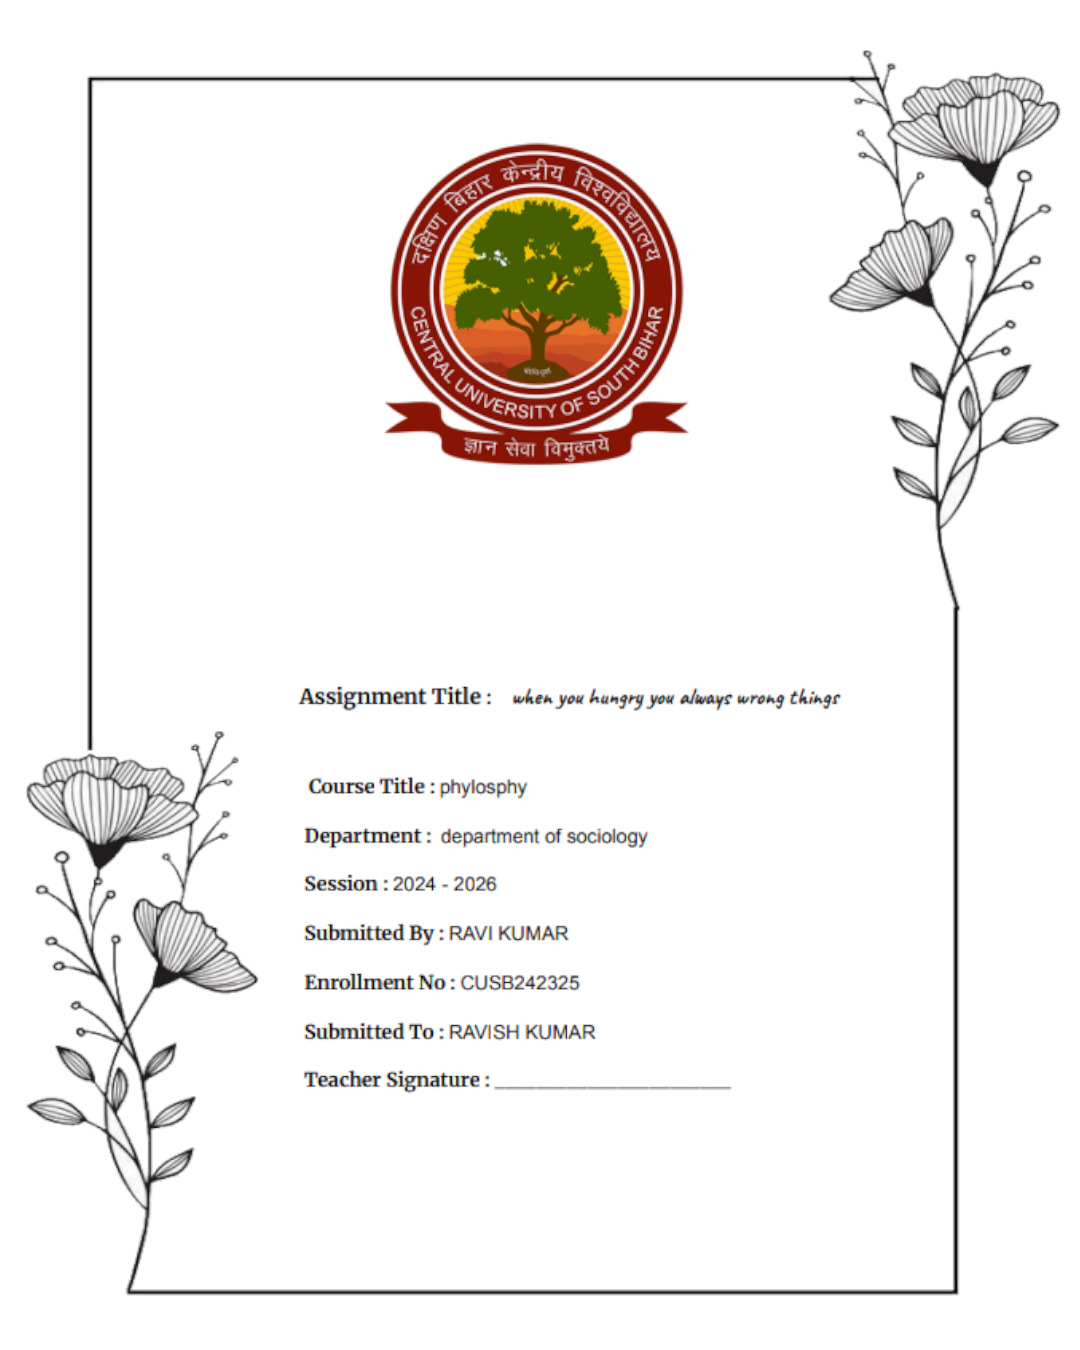 दक्षिण बिहार केन्द्रीय विश्वविद्यालय
CENTRAL UNIVERSITY OF SOUTH BIHAR
ज्ञान सेवा विमुक्तये
Assignment Title : when you hungry you always wrong things
Course Title : phylosphy
Department : department of sociology
Session : 2024 - 2026
Submitted By : RAVI KUMAR
Enrollment No : CUSB242325
Submitted To : RAVISH KUMAR
Teacher Signature : ______________________